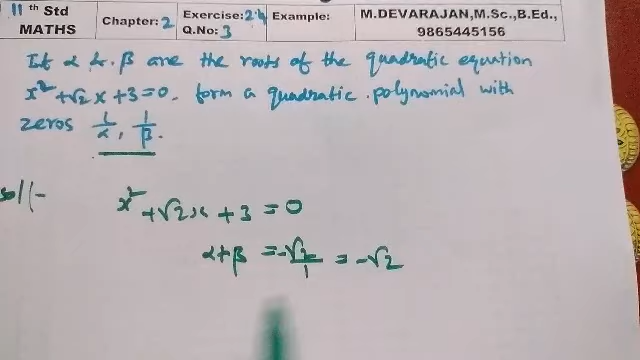 11th Std
MATHS
Chapter: 2
Exercise: 2.4
Q.No: 3
Example:
M.DEVARAJAN,M.Sc.,B.Ed.,
9865445156
If α & β are the roots of the quadratic equation
x² + √2 x + 3 = 0. form a quadratic polynomial with
zeros 1/α, 1/β.
sol/-
x² + √2x + 3 = 0
α+β = -√2/1 = -√2